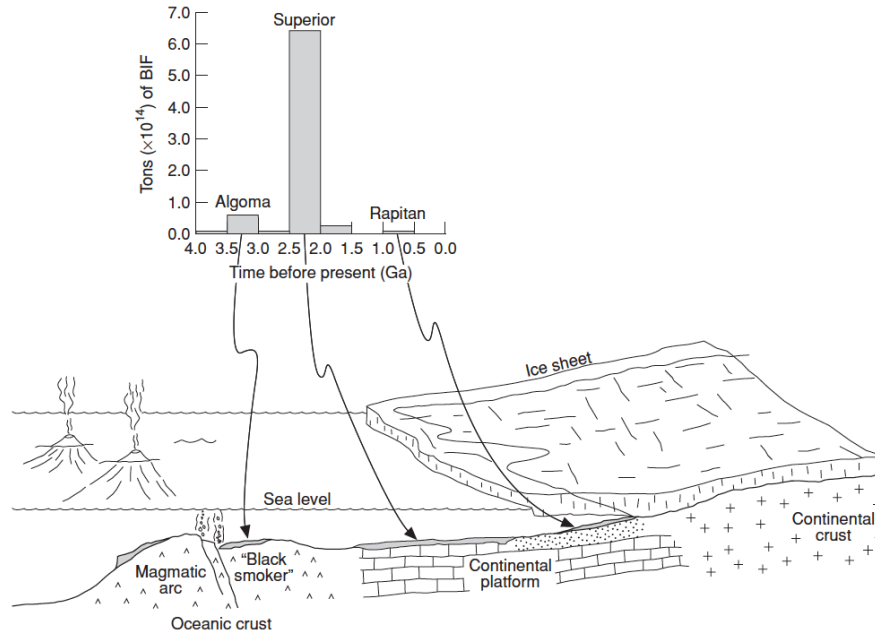 7.0
Superior
6.0
5.0
4.0
3.0
2.0
1.0
0.0
Tons (×10^14) of BIF
Algoma
Rapitan
4.0 3.5 3.0 2.5 2.0 1.5 1.0 0.5 0.0
Time before present (Ga)
Ice sheet
Sea level
Continental
crust
"Black
smoker"
Magmatic
arc
Continental
platform
Oceanic crust